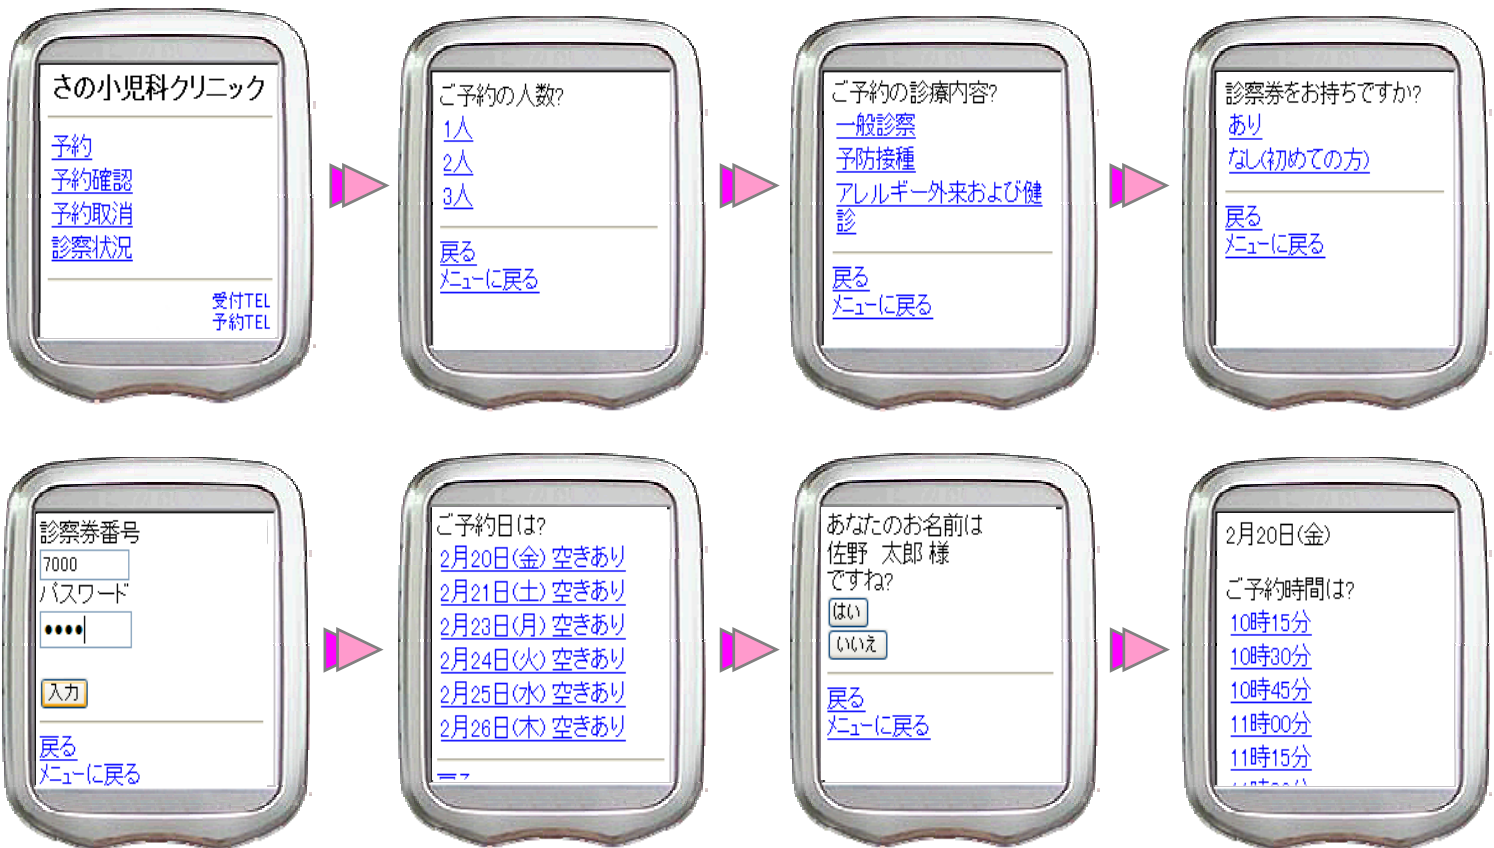 さの小児科クリニック
予約
予約確認
予約取消
診察状況
受付TEL
予約TEL
ご予約の人数?
1人
2人
3人
戻る
メニューに戻る
ご予約の診療内容?
一般診察
予防接種
アレルギー外来および健
診
戻る
メニューに戻る
診察券をお持ちですか?
あり
なし(初めての方)
戻る
メニューに戻る
診察券番号
7000
パスワード
●●●●
入力
戻る
メニューに戻る
ご予約日は?
2月20日(金) 空きあり
2月21日(土) 空きあり
2月23日(月) 空きあり
2月24日(火) 空きあり
2月25日(水) 空きあり
2月26日(木) 空きあり
あなたのお名前は
佐野 太郎 様
ですね?
はい
いいえ
戻る
メニューに戻る
2月20日(金)
ご予約時間は?
10時15分
10時30分
10時45分
11時00分
11時15分